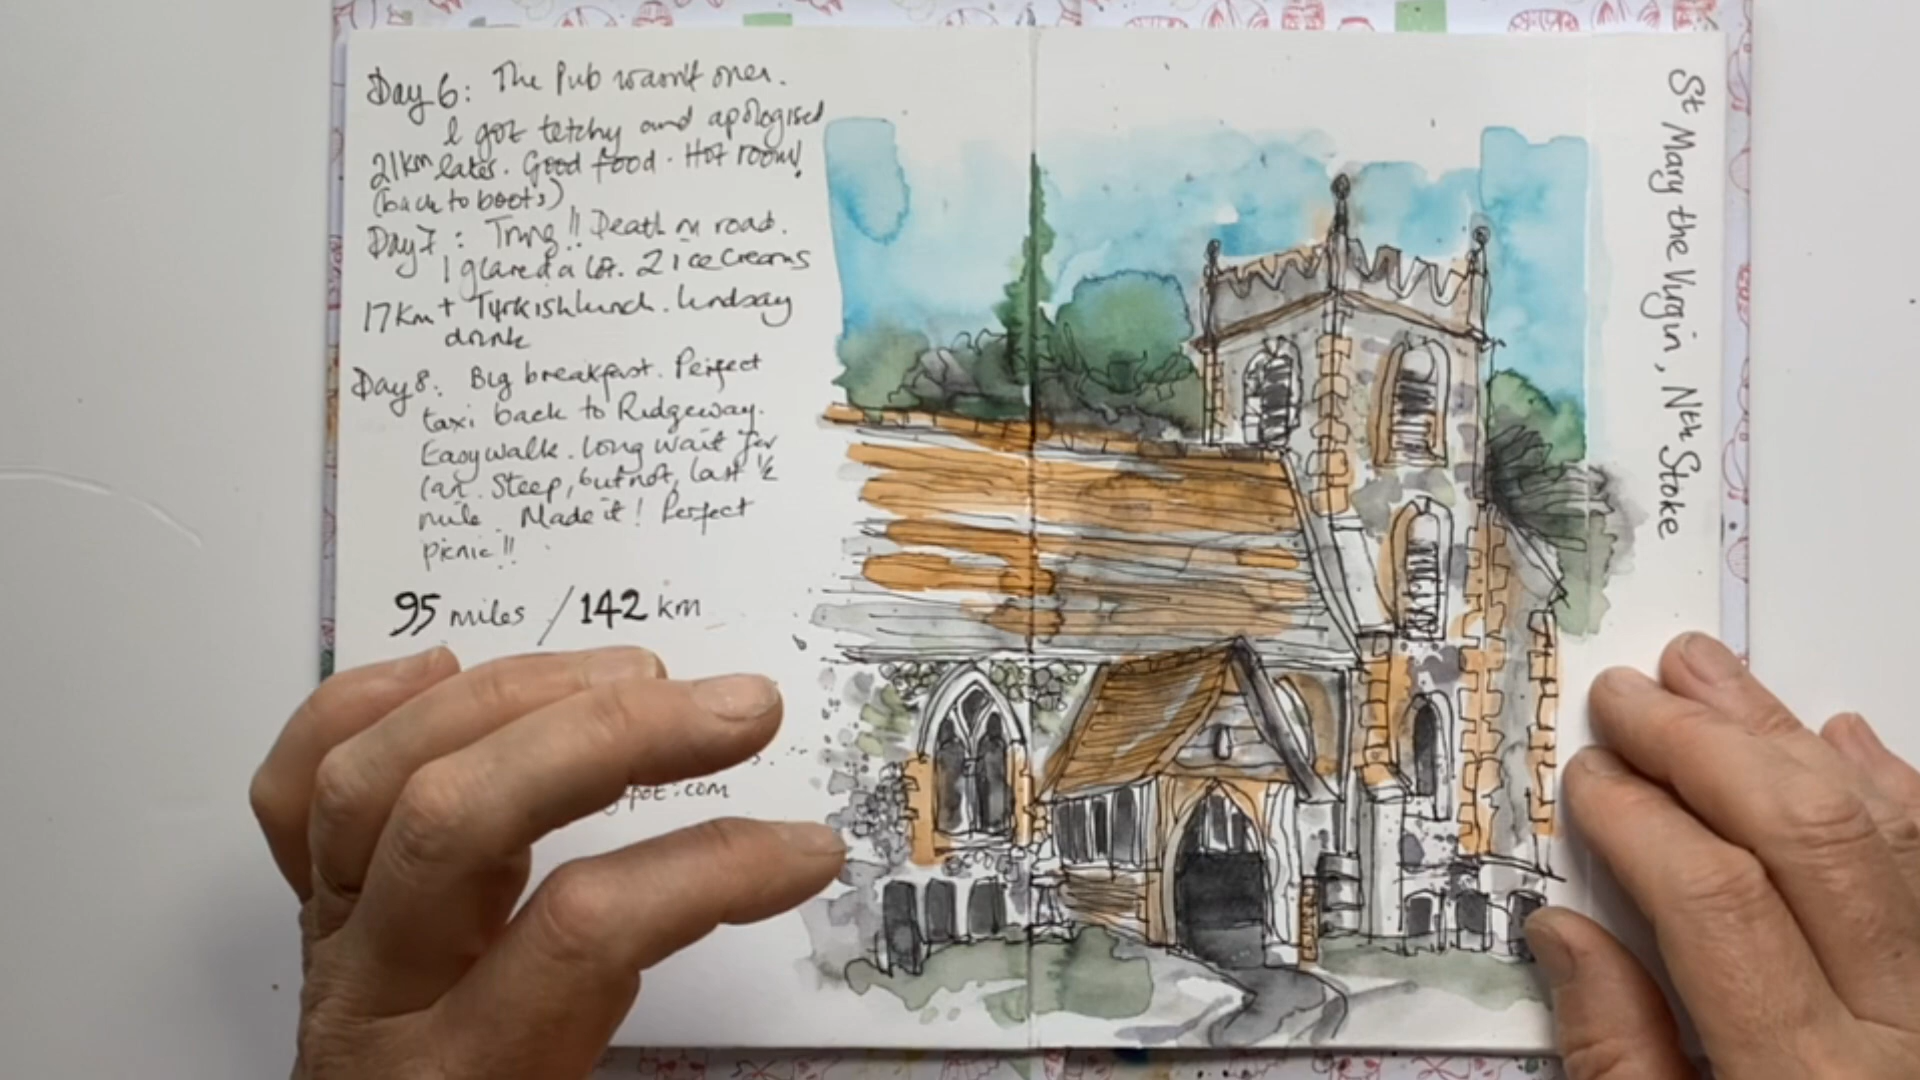 Day 6: The Pub wasn't open.
I got tetchy and apologised
21km later. Good food. Hot room!
(back to boots)
Day 7: Tring!! Death on road.
I glared a lot. 2 ice creams
17km + Turkish lunch. Lindsay
drink
Day 8: Big breakfast. Perfect
taxi back to Ridgeway.
Easy walk. Long wait for
car. Steep, but not, last ½
mile. Made it! Perfect
picnic!!
95 miles / 142 km
pot.com
St Mary the Virgin, Nth Stoke